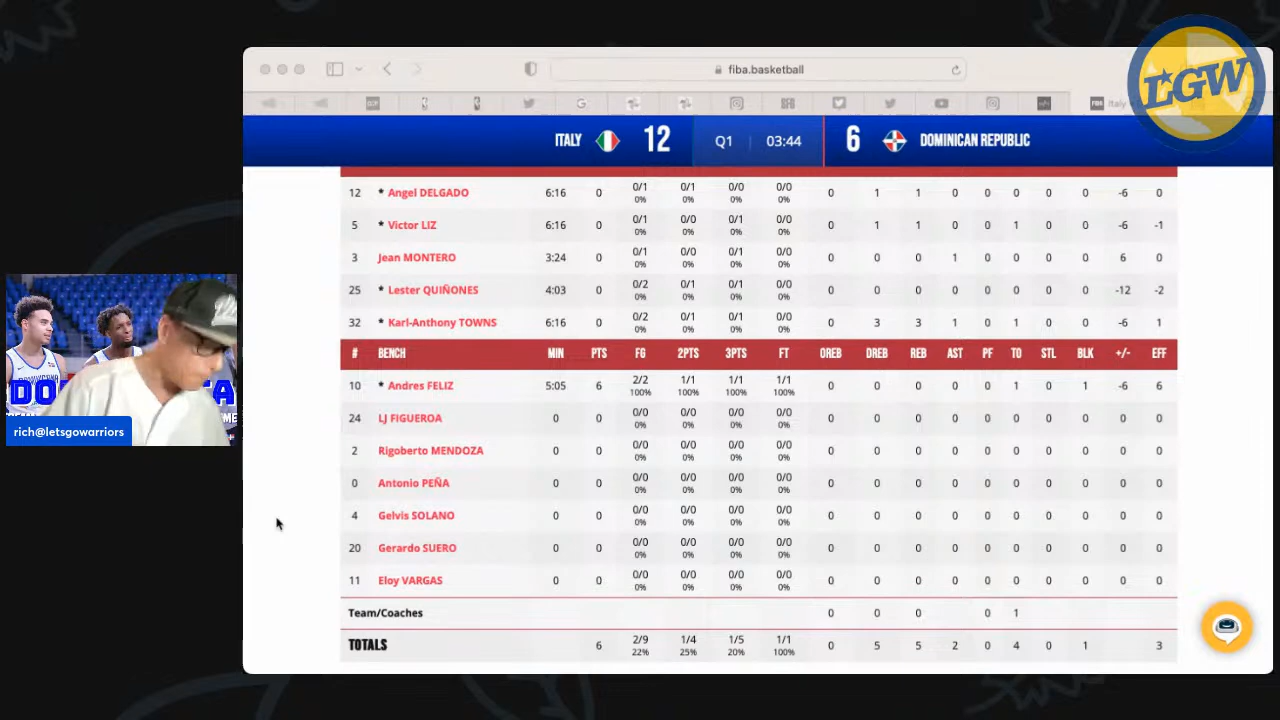 LGW
fiba.basketball
ITALY 12 Q1 03:44 6 DOMINICAN REPUBLIC
12 * Angel DELGADO 6:16 0 0/1 0% 0/1 0% 0/0 0% 0/0 0% 0 1 1 0 0 0 0 0 -6 0
5 * Victor LIZ 6:16 0 0/1 0% 0/0 0% 0/1 0% 0/0 0% 0 1 1 0 0 1 0 0 -6 -1
3 Jean MONTERO 3:24 0 0/1 0% 0/0 0% 0/1 0% 0/0 0% 0 0 0 1 0 0 0 0 6 0
25 * Lester QUIÑONES 4:03 0 0/2 0% 0/1 0% 0/1 0% 0/0 0% 0 0 0 0 0 0 0 0 -12 -2
32 * Karl-Anthony TOWNS 6:16 0 0/2 0% 0/1 0% 0/1 0% 0/0 0% 0 3 3 1 0 1 0 0 -6 1
# BENCH MIN PTS FG 2PTS 3PTS FT OREB DREB REB AST PF TO STL BLK +/- EFF
10 * Andres FELIZ 5:05 6 2/2 100% 1/1 100% 1/1 100% 1/1 100% 0 0 0 0 0 1 0 1 -6 6
24 LJ FIGUEROA 0 0 0/0 0% 0/0 0% 0/0 0% 0/0 0% 0 0 0 0 0 0 0 0 0 0
2 Rigoberto MENDOZA 0 0 0/0 0% 0/0 0% 0/0 0% 0/0 0% 0 0 0 0 0 0 0 0 0 0
0 Antonio PEÑA 0 0 0/0 0% 0/0 0% 0/0 0% 0/0 0% 0 0 0 0 0 0 0 0 0 0
4 Gelvis SOLANO 0 0 0/0 0% 0/0 0% 0/0 0% 0/0 0% 0 0 0 0 0 0 0 0 0 0
20 Gerardo SUERO 0 0 0/0 0% 0/0 0% 0/0 0% 0/0 0% 0 0 0 0 0 0 0 0 0 0
11 Eloy VARGAS 0 0 0/0 0% 0/0 0% 0/0 0% 0/0 0% 0 0 0 0 0 0 0 0 0 0
Team/Coaches 0 0 0 0 1
TOTALS 6 2/9 22% 1/4 25% 1/5 20% 1/1 100% 0 5 5 2 0 4 0 1 3
rich@letsgowarriors